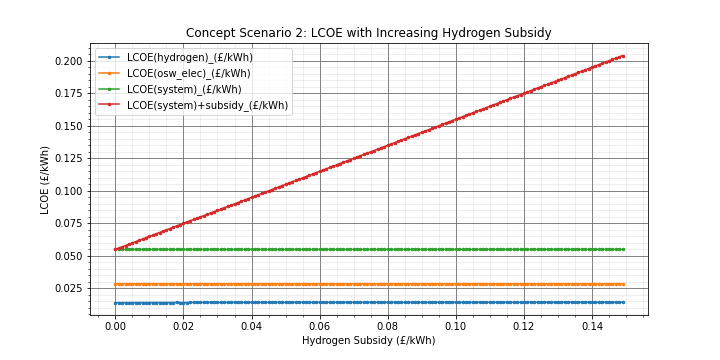 Concept Scenario 2: LCOE with Increasing Hydrogen Subsidy
LCOE(hydrogen)_(£/kWh)
LCOE(osw_elec)_(£/kWh)
LCOE(system)_(£/kWh)
LCOE(system)+subsidy_(£/kWh)
LCOE (£/kWh)
0.200
0.175
0.150
0.125
0.100
0.075
0.050
0.025
0.00 0.02 0.04 0.06 0.08 0.10 0.12 0.14
Hydrogen Subsidy (£/kWh)